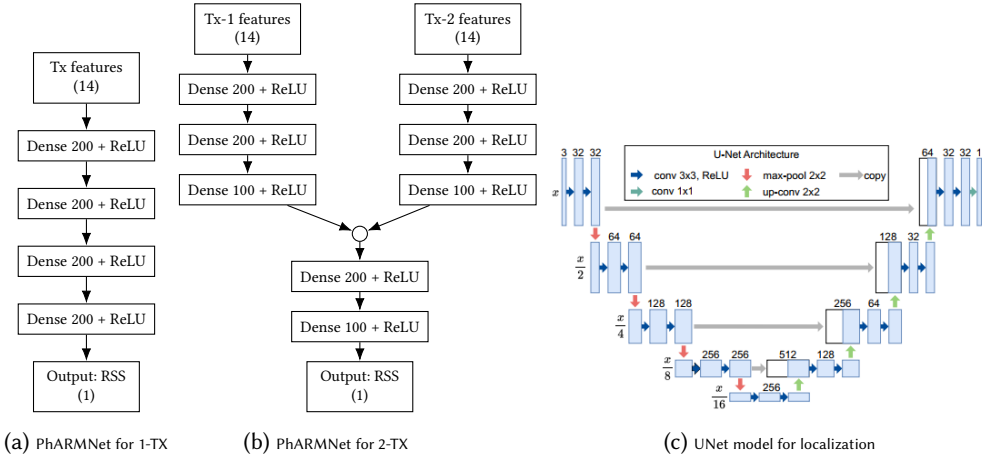 Tx features
(14)
Dense 200 + ReLU
Dense 200 + ReLU
Dense 200 + ReLU
Dense 200 + ReLU
Output: RSS
(1)
(a) PhARMNet for 1-TX
Tx-1 features
(14)
Tx-2 features
(14)
Dense 200 + ReLU
Dense 200 + ReLU
Dense 200 + ReLU
Dense 200 + ReLU
Dense 100 + ReLU
Dense 100 + ReLU
Dense 200 + ReLU
Dense 100 + ReLU
Output: RSS
(1)
(b) PhARMNet for 2-TX
U-Net Architecture
conv 3x3, ReLU
max-pool 2x2
copy
conv 1x1
up-conv 2x2
x
3 32 32
64 32 32 1
x/2
64 64
128 32
x/4
128 128
256 64
x/8
256 256
512 128
x/16
256
(c) UNet model for localization